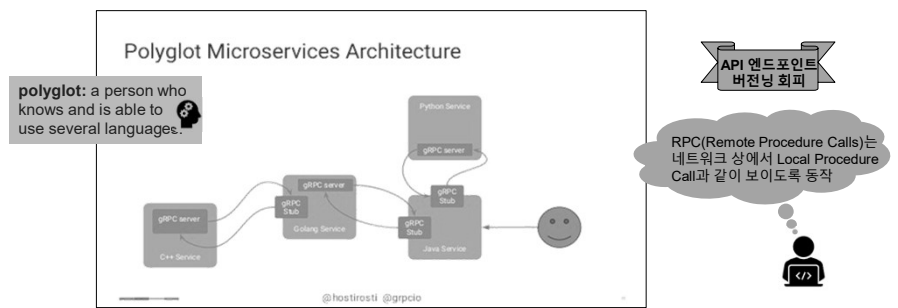 Polyglot Microservices Architecture
polyglot: a person who
knows and is able to
use several languages.
Python Service
gRPC server
gRPC
Stub
gRPC server
gRPC
Stub
Golang Service
gRPC server
C++ Service
gRPC
Stub
Java Service
@hostirosti @grpcio
API 엔드포인트
버전닝 회피
RPC(Remote Procedure Calls)는
네트워크 상에서 Local Procedure
Call과 같이 보이도록 동작
</>